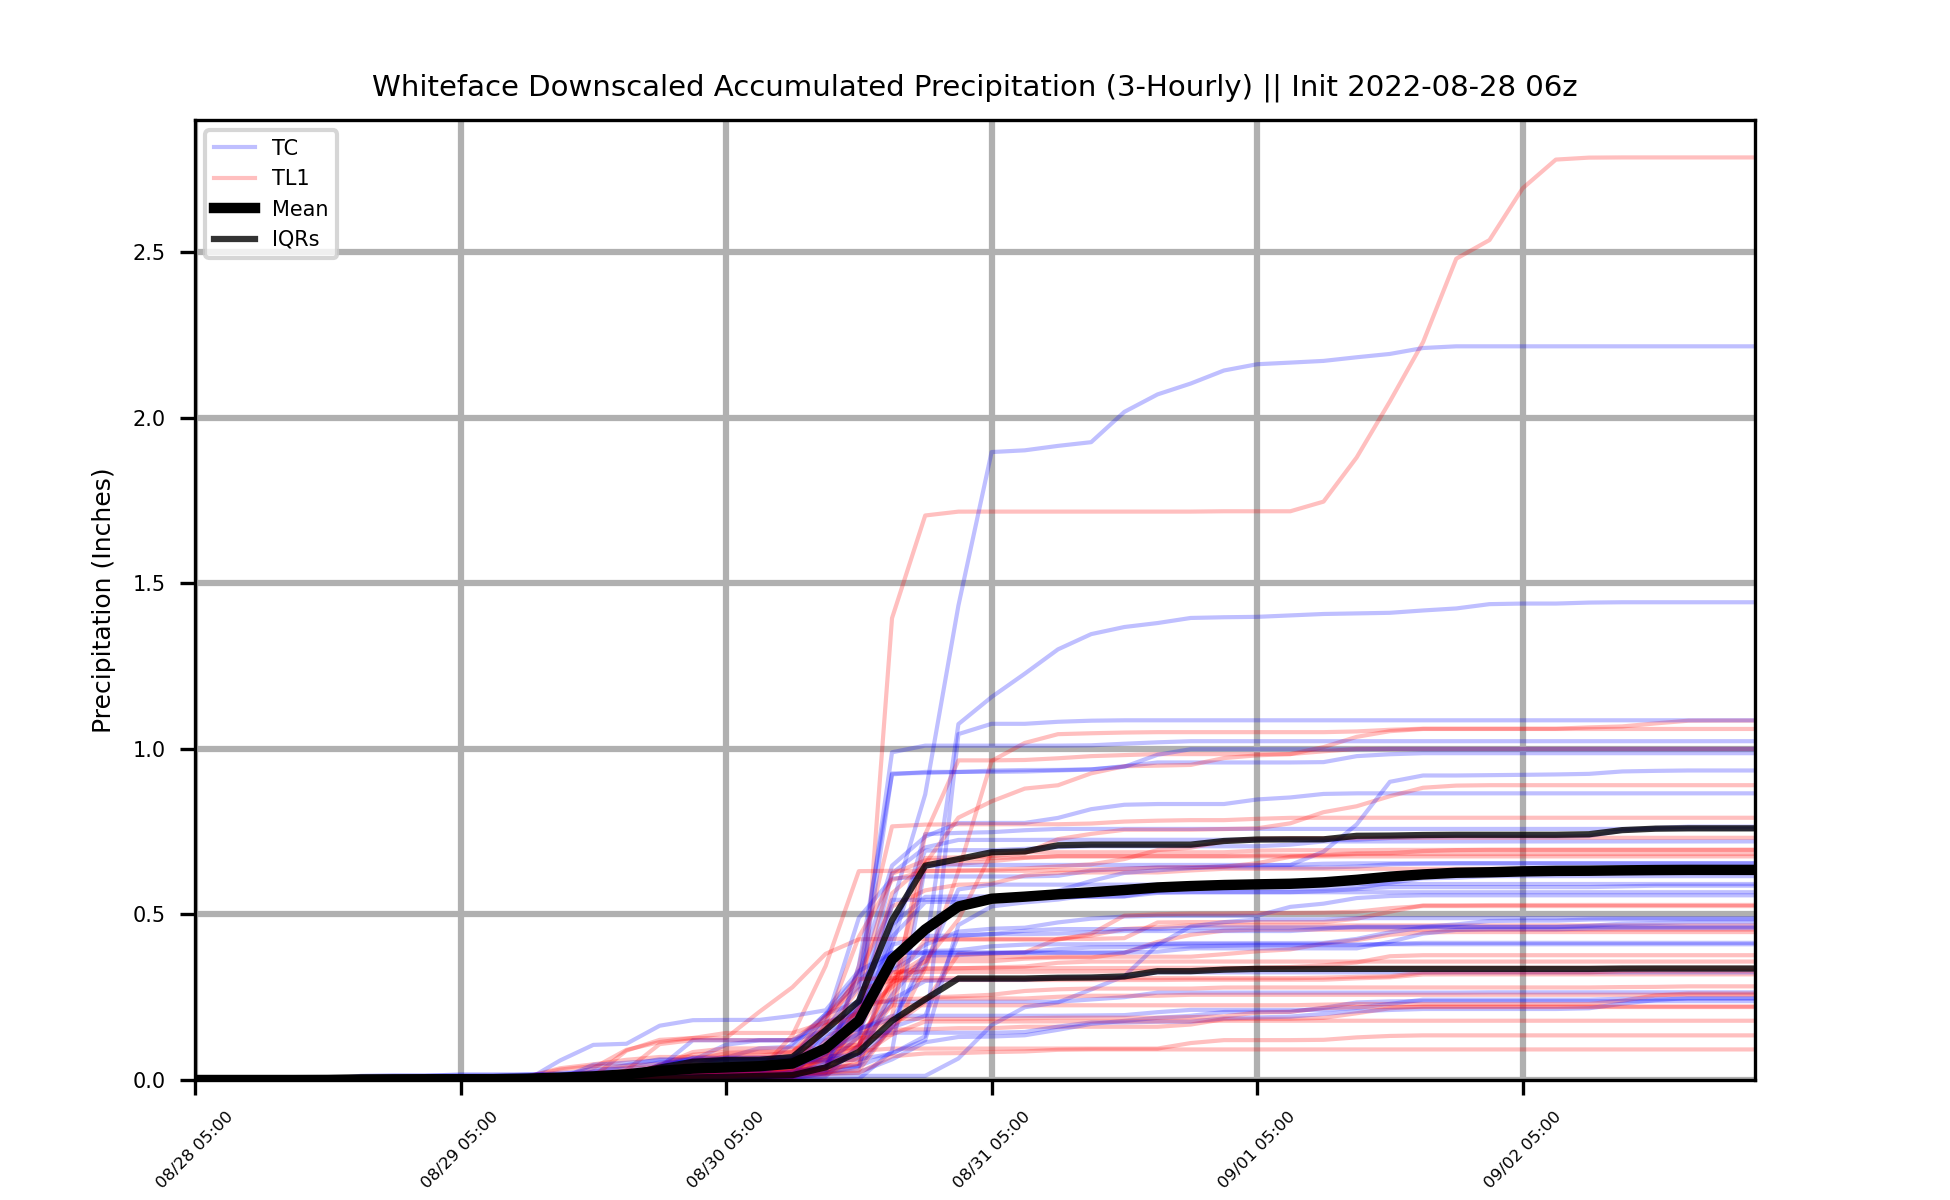 Whiteface Downscaled Accumulated Precipitation (3-Hourly) || Init 2022-08-28 06z
TC
TL1
Mean
IQRs
Precipitation (Inches)
2.5
2.0
1.5
1.0
0.5
0.0
08/28 05:00
08/29 05:00
08/30 05:00
08/31 05:00
09/01 05:00
09/02 05:00